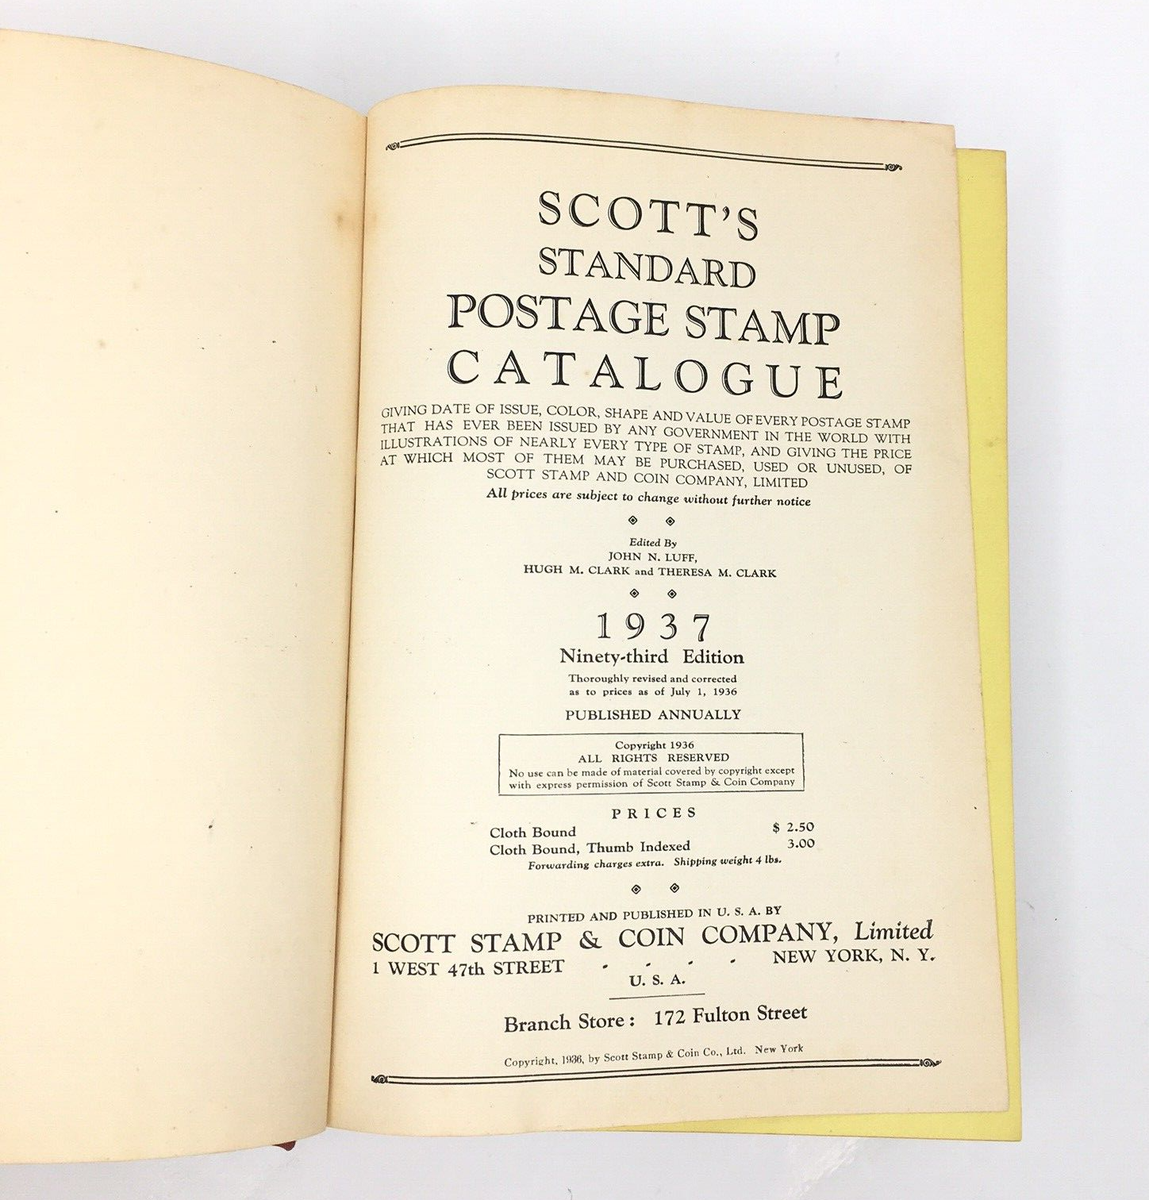 SCOTT'S
STANDARD
POSTAGE STAMP
CATALOGUE
GIVING DATE OF ISSUE, COLOR, SHAPE AND VALUE OF EVERY POSTAGE STAMP
THAT HAS EVER BEEN ISSUED BY ANY GOVERNMENT IN THE WORLD WITH
ILLUSTRATIONS OF NEARLY EVERY TYPE OF STAMP, AND GIVING THE PRICE
AT WHICH MOST OF THEM MAY BE PURCHASED, USED OR UNUSED, OF
SCOTT STAMP AND COIN COMPANY, LIMITED
All prices are subject to change without further notice
Edited By
JOHN N. LUFF,
HUGH M. CLARK and THERESA M. CLARK
1937
Ninety-third Edition
Thoroughly revised and corrected
as to prices as of July 1, 1936
PUBLISHED ANNUALLY
Copyright 1936
ALL RIGHTS RESERVED
No use can be made of material covered by copyright except
with express permission of Scott Stamp & Coin Company
PRICES
Cloth Bound $ 2.50
Cloth Bound, Thumb Indexed 3.00
Forwarding charges extra. Shipping weight 4 lbs.
PRINTED AND PUBLISHED IN U. S. A. BY
SCOTT STAMP & COIN COMPANY, Limited
1 WEST 47th STREET - - - - NEW YORK, N. Y.
U. S. A.
Branch Store: 172 Fulton Street
Copyright, 1936, by Scott Stamp & Coin Co., Ltd. New York